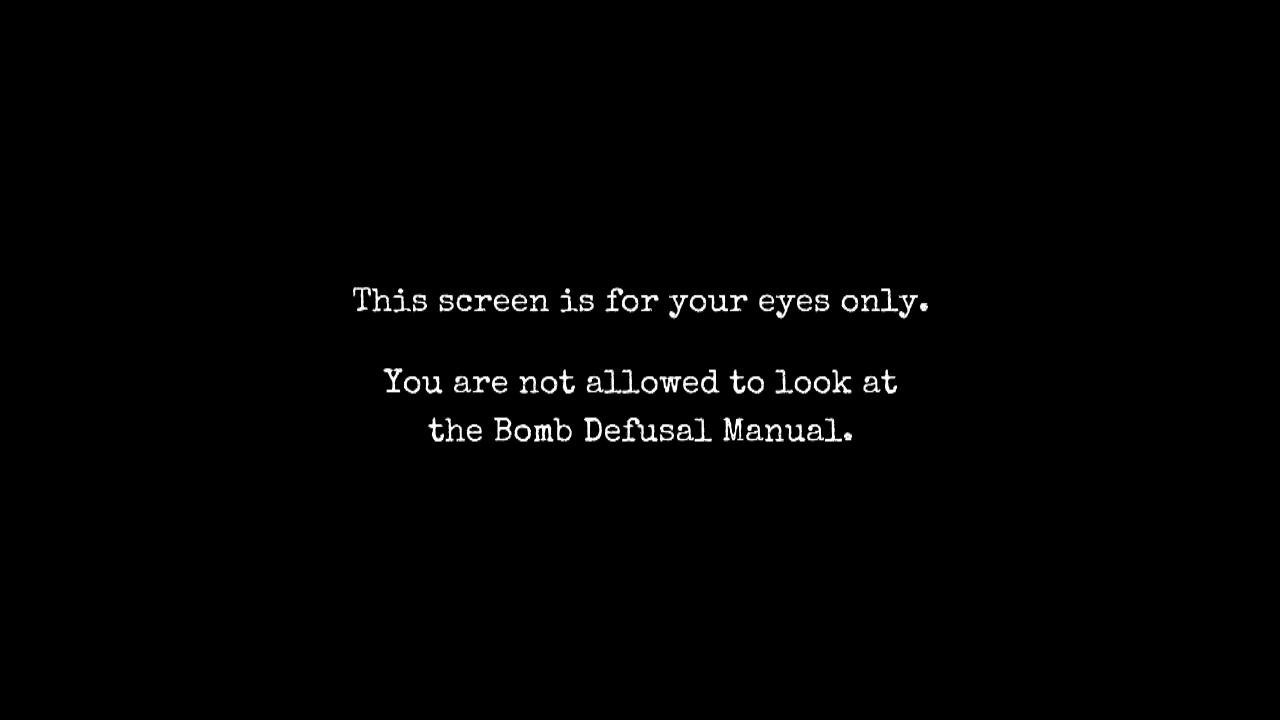 This screen is for your eyes only.
You are not allowed to look at
the Bomb Defusal Manual.